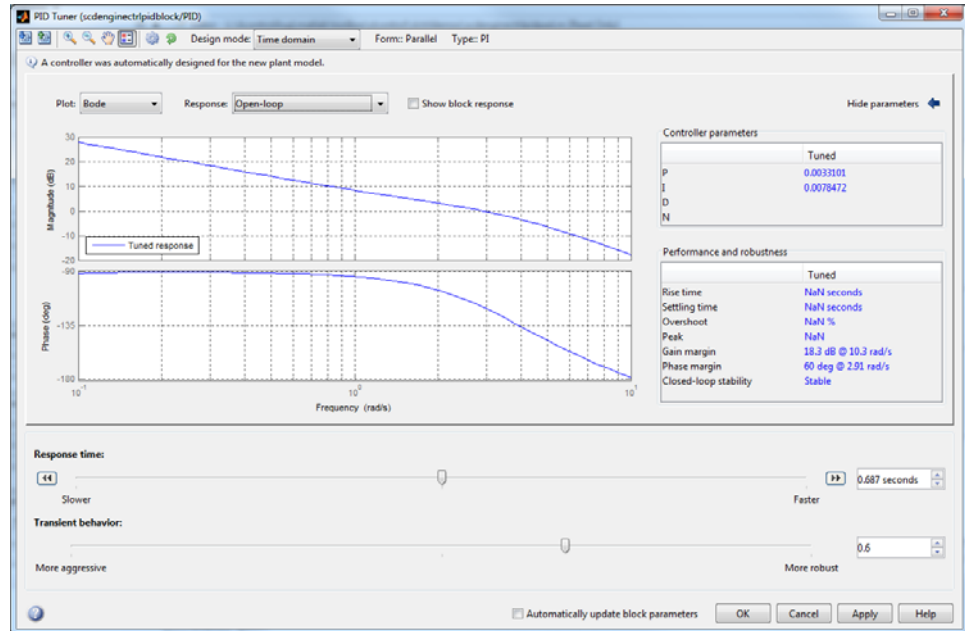 PID Tuner (scdenginectrlpidblock/PID)
Design mode: Time domain Form:: Parallel Type:: PI
A controller was automatically designed for the new plant model.
Plot: Bode Response: Open-loop Show block response Hide parameters
30
20
10
0
-10
-20
Magnitude (dB)
Tuned response
-90
-135
-180
Phase (deg)
10^-1 10^0 10^1
Frequency (rad/s)
Controller parameters
Tuned
P 0.0033101
I 0.0078472
D
N
Performance and robustness
Tuned
Rise time NaN seconds
Settling time NaN seconds
Overshoot NaN %
Peak NaN
Gain margin 18.3 dB @ 10.3 rad/s
Phase margin 60 deg @ 2.91 rad/s
Closed-loop stability Stable
Response time:
0.687 seconds
Slower Faster
Transient behavior:
0.6
More aggressive More robust
Automatically update block parameters OK Cancel Apply Help